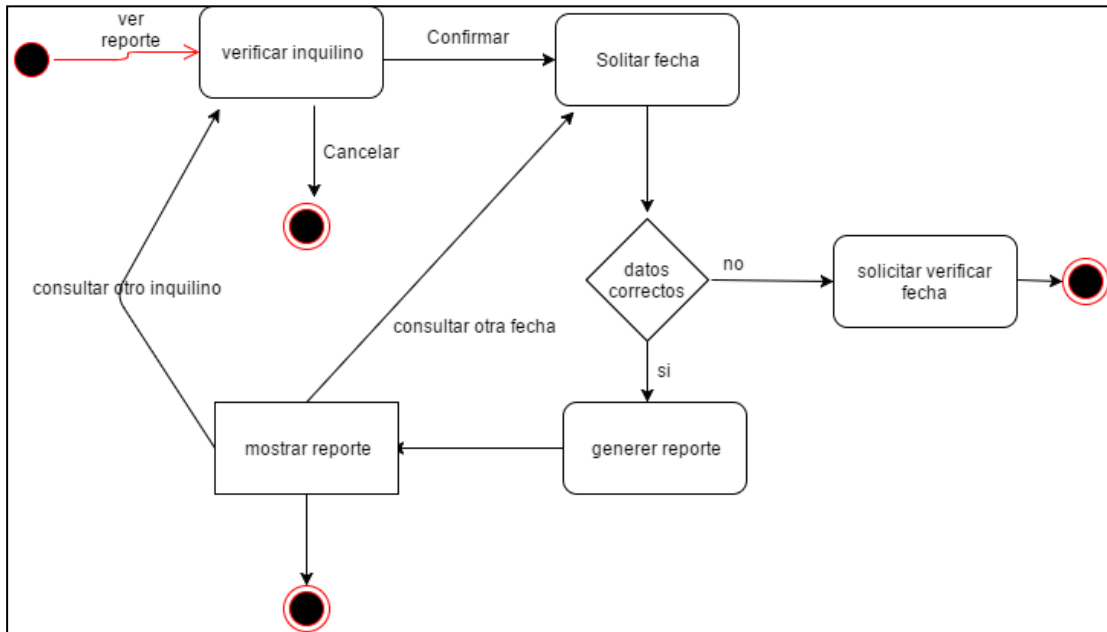 ver
reporte
verificar inquilino
Confirmar
Solitar fecha
Cancelar
datos
correctos
no
solicitar verificar
fecha
consultar otro inquilino
consultar otra fecha
si
mostrar reporte
generer reporte